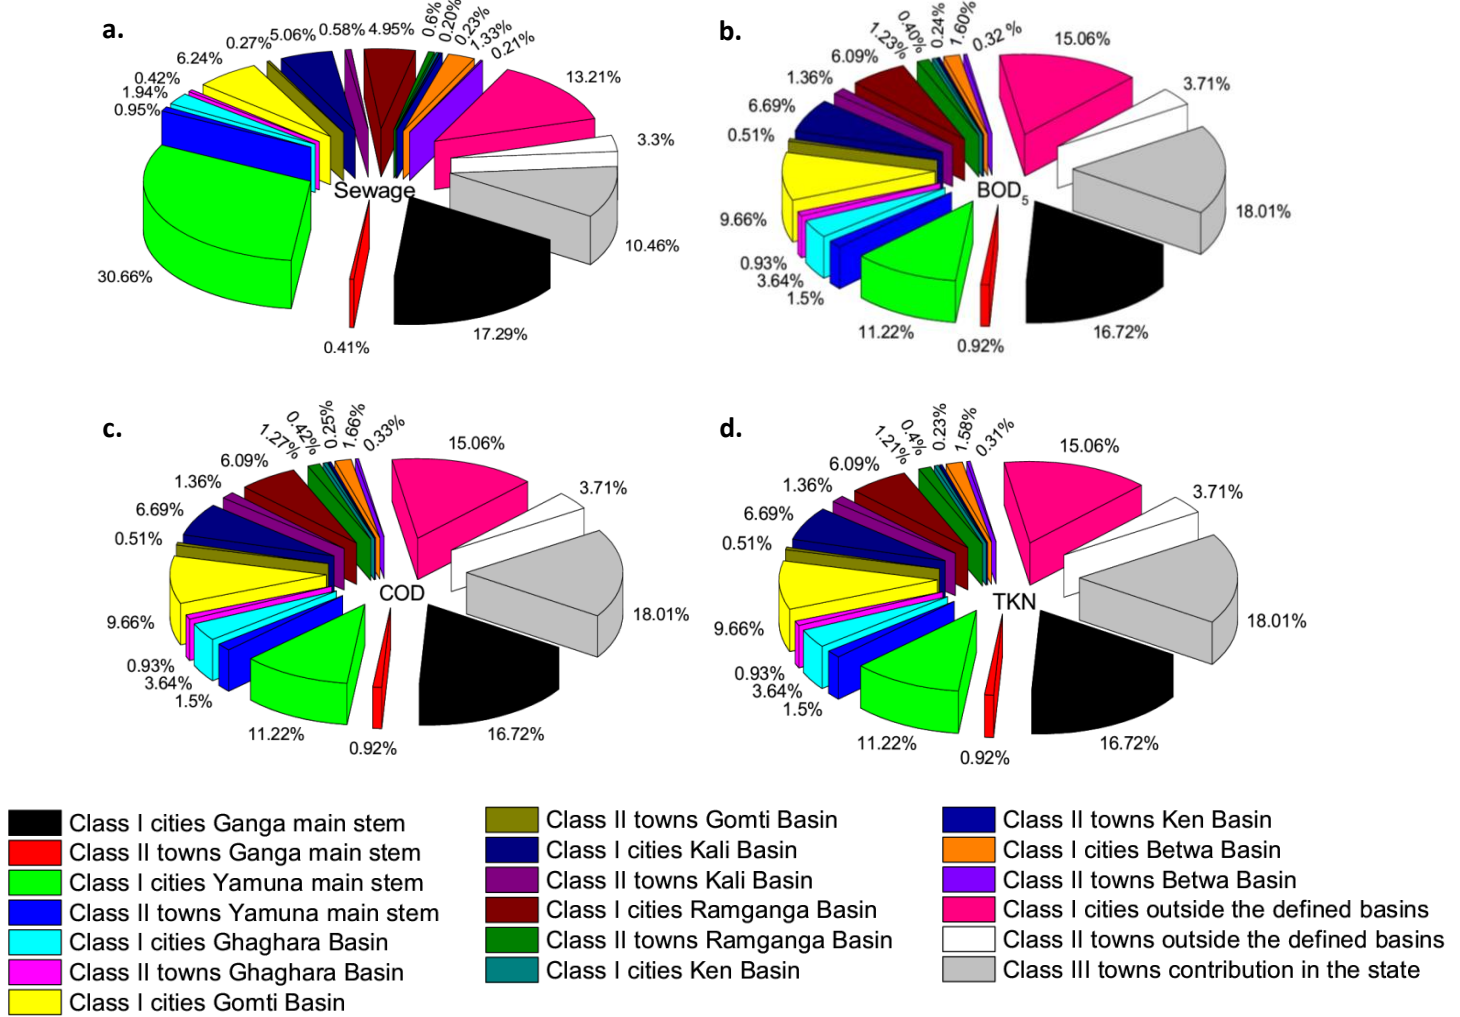 a.
0.95%
1.94%
0.42%
6.24%
0.27%
5.06%
0.58%
4.95%
0.6%
0.20%
0.23%
1.33%
0.21%
13.21%
3.3%
10.46%
17.29%
0.41%
30.66%
Sewage
b.
0.51%
6.69%
1.36%
6.09%
1.23%
0.40%
0.24%
1.60%
0.32 %
15.06%
3.71%
18.01%
16.72%
0.92%
11.22%
1.5%
3.64%
0.93%
9.66%
BOD5
c.
0.51%
6.69%
1.36%
6.09%
1.27%
0.42%
0.25%
1.66%
0.33%
15.06%
3.71%
18.01%
16.72%
0.92%
11.22%
1.5%
3.64%
0.93%
9.66%
COD
d.
0.51%
6.69%
1.36%
6.09%
1.21%
0.4%
0.23%
1.58%
0.31%
15.06%
3.71%
18.01%
16.72%
0.92%
11.22%
1.5%
3.64%
0.93%
9.66%
TKN
Class I cities Ganga main stem
Class II towns Ganga main stem
Class I cities Yamuna main stem
Class II towns Yamuna main stem
Class I cities Ghaghara Basin
Class II towns Ghaghara Basin
Class I cities Gomti Basin
Class II towns Gomti Basin
Class I cities Kali Basin
Class II towns Kali Basin
Class I cities Ramganga Basin
Class II towns Ramganga Basin
Class I cities Ken Basin
Class II towns Ken Basin
Class I cities Betwa Basin
Class II towns Betwa Basin
Class I cities outside the defined basins
Class II towns outside the defined basins
Class III towns contribution in the state